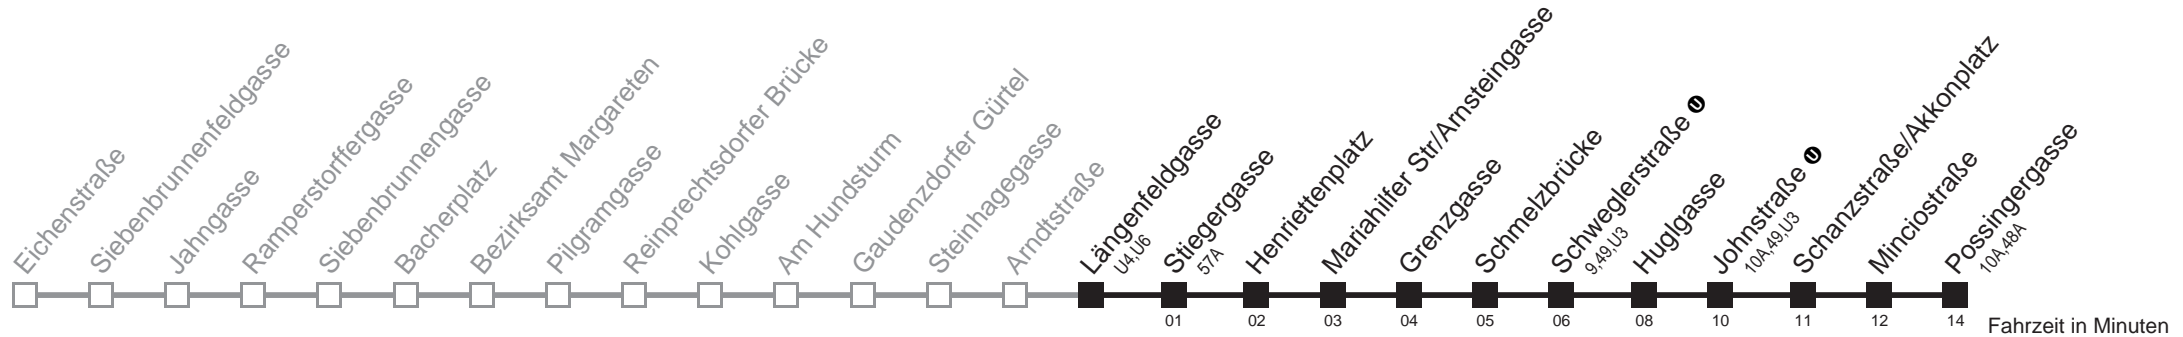 Eichenstraße
Siebenbrunnenfeldgasse
Jahngasse
Ramperstorffergasse
Siebenbrunnengasse
Bacherplatz
Bezirksamt Margareten
Pilgramgasse
Reinprechtsdorfer Brücke
Kohlgasse
Am Hundsturm
Gaudenzdorfer Gürtel
Steinhagegasse
Arndtstraße
Längenfeldgasse
U4,U6
Stiegergasse
57A
Henriettenplatz
Mariahilfer Str/Arnsteingasse
Grenzgasse
Schmelzbrücke
Schweglerstraße U
9,49,U3
Huglgasse
Johnstraße U
10A,49,U3
Schanzstraße/Akkonplatz
Minciostraße
Possingergasse
10A,48A
01 02 03 04 05 06 08 10 11 12 14 Fahrzeit in Minuten